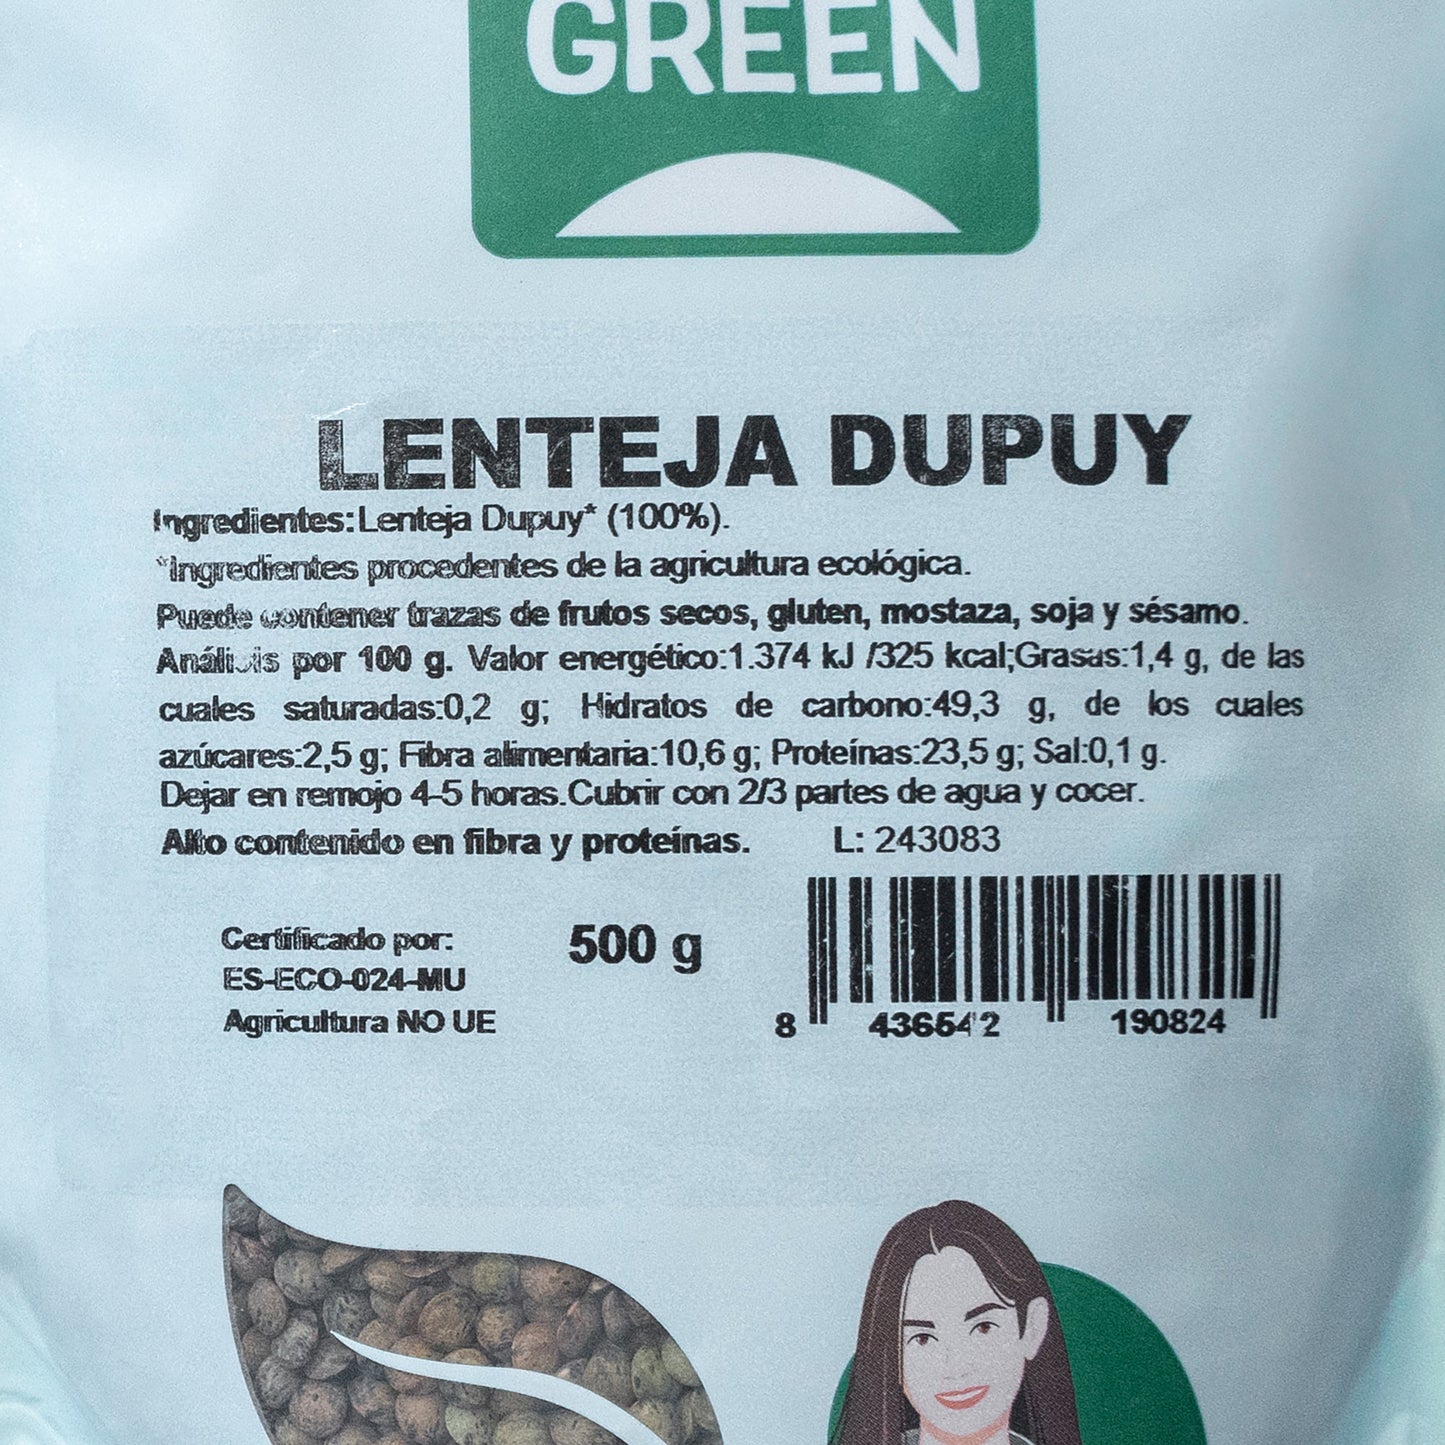 GREEN
LENTEJA DUPUY
Ingredientes: Lenteja Dupuy* (100%).
*Ingredientes procedentes de la agricultura ecológica.
Puede contener trazas de frutos secos, gluten, mostaza, soja y sésamo.
Análisis por 100 g. Valor energético:1.374 kJ /325 kcal;Grasas:1,4 g, de las
cuales saturadas:0,2 g; Hidratos de carbono:49,3 g, de los cuales
azúcares:2,5 g; Fibra alimentaria:10,6 g; Proteínas:23,5 g; Sal:0,1 g.
Dejar en remojo 4-5 horas.Cubrir con 2/3 partes de agua y cocer.
Alto contenido en fibra y proteínas. L: 243083
Certificado por: 500 g
ES-ECO-024-MU
Agricultura NO UE
8 436542 190824